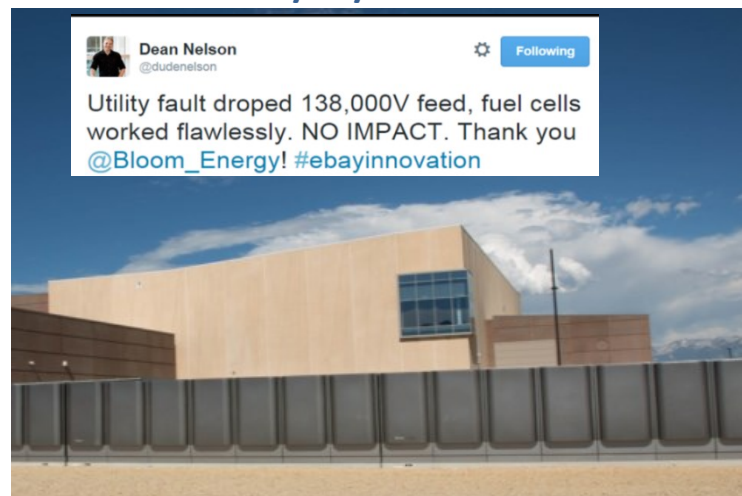 Dean Nelson
@dudenelson
Following
Utility fault droped 138,000V feed, fuel cells
worked flawlessly. NO IMPACT. Thank you
@Bloom_Energy! #ebayinnovation